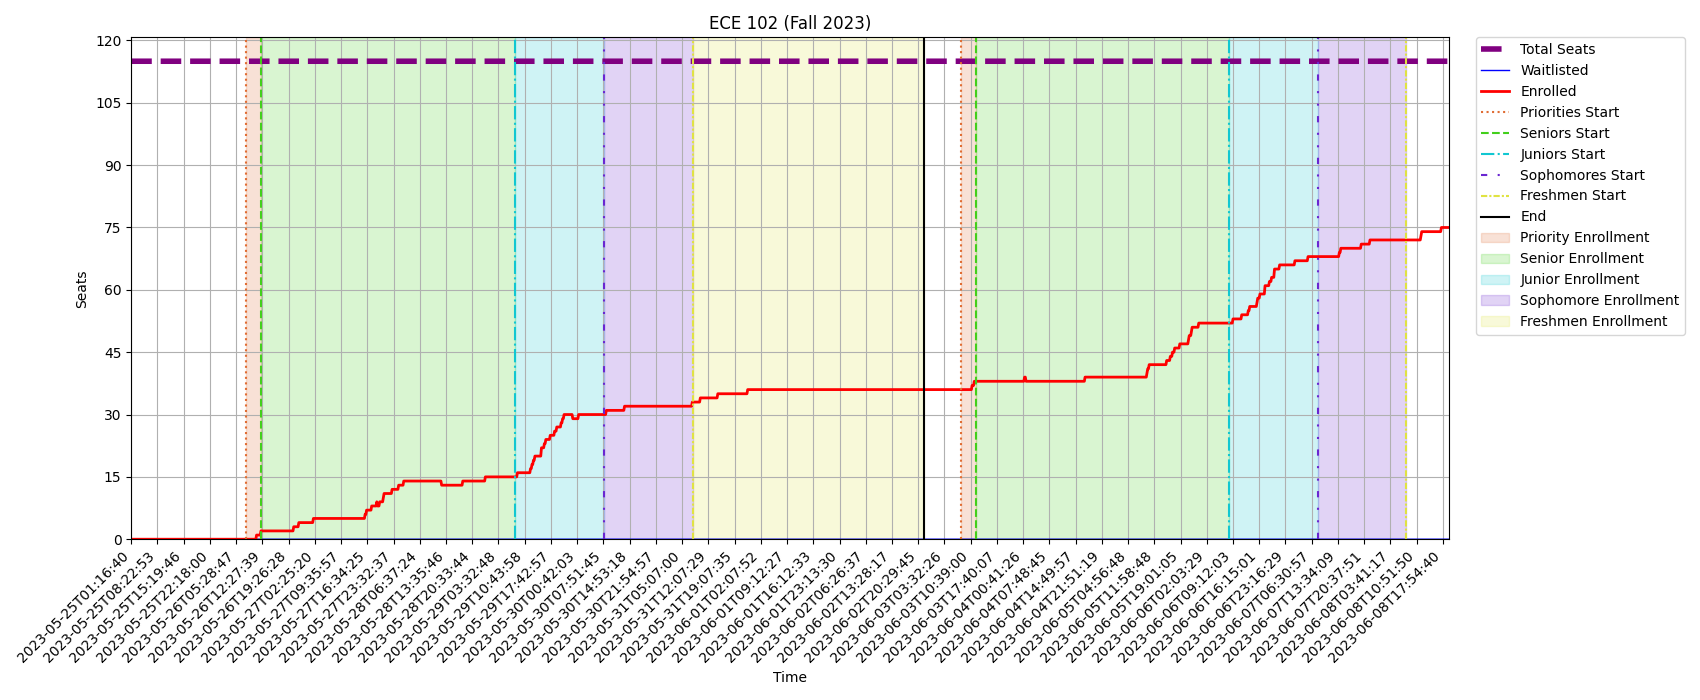 ECE 102 (Fall 2023)
120
105
90
75
60
45
30
15
0
Seats
2023-05-25T01:16:40
2023-05-25T08:22:53
2023-05-25T15:19:46
2023-05-25T22:18:00
2023-05-26T05:28:47
2023-05-26T12:27:39
2023-05-26T19:26:28
2023-05-27T02:25:20
2023-05-27T09:35:57
2023-05-27T16:34:25
2023-05-27T23:32:37
2023-05-28T06:37:24
2023-05-28T13:35:46
2023-05-28T20:33:44
2023-05-29T03:32:48
2023-05-29T10:43:58
2023-05-29T17:42:57
2023-05-30T00:42:03
2023-05-30T07:51:45
2023-05-30T14:53:18
2023-05-30T21:54:57
2023-05-31T05:07:00
2023-05-31T12:07:29
2023-05-31T19:07:35
2023-06-01T02:07:52
2023-06-01T09:12:27
2023-06-01T16:12:33
2023-06-01T23:13:30
2023-06-02T06:26:37
2023-06-02T13:28:17
2023-06-02T20:29:45
2023-06-03T03:32:26
2023-06-03T10:39:00
2023-06-03T17:40:07
2023-06-04T00:41:26
2023-06-04T07:48:45
2023-06-04T14:49:57
2023-06-04T21:51:19
2023-06-05T04:56:48
2023-06-05T11:58:48
2023-06-05T19:01:05
2023-06-06T02:03:29
2023-06-06T09:12:03
2023-06-06T16:15:01
2023-06-06T23:16:29
2023-06-07T06:30:57
2023-06-07T13:34:09
2023-06-07T20:37:51
2023-06-08T03:41:17
2023-06-08T10:51:50
2023-06-08T17:54:40
Time
Total Seats
Waitlisted
Enrolled
Priorities Start
Seniors Start
Juniors Start
Sophomores Start
Freshmen Start
End
Priority Enrollment
Senior Enrollment
Junior Enrollment
Sophomore Enrollment
Freshmen Enrollment